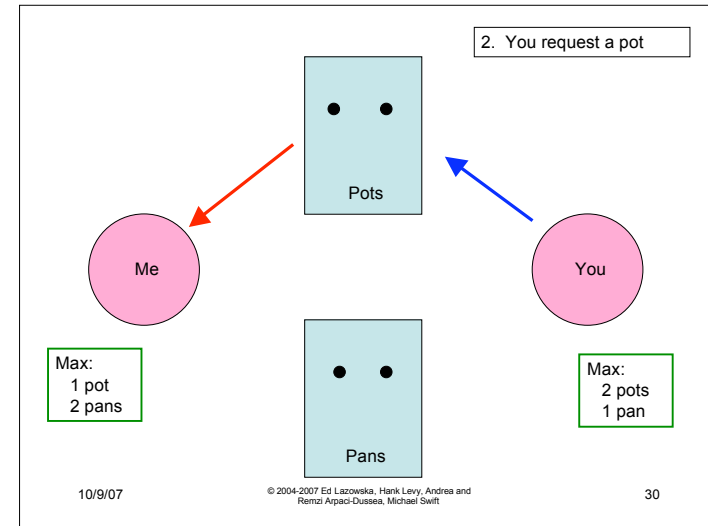 2. You request a pot
Pots
Me
You
Max:
1 pot
2 pans
Max:
2 pots
1 pan
Pans
10/9/07
© 2004-2007 Ed Lazowska, Hank Levy, Andrea and
Remzi Arpaci-Dussea, Michael Swift
30